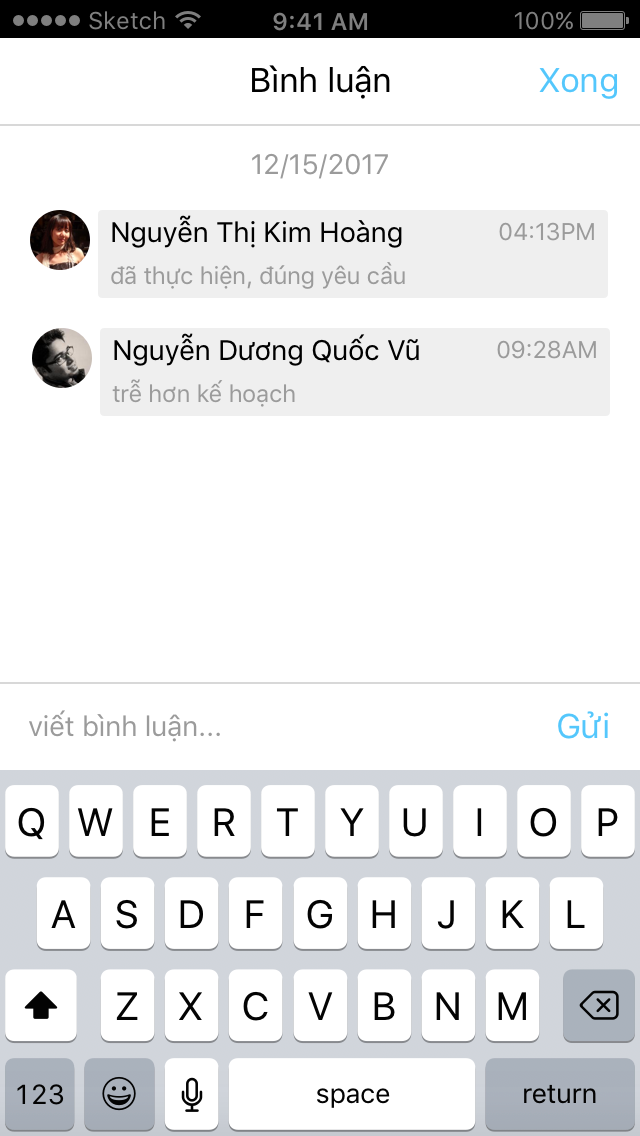 Sketch 9:41 AM 100%
Bình luận Xong
12/15/2017
Nguyễn Thị Kim Hoàng 04:13PM
đã thực hiện, đúng yêu cầu
Nguyễn Dương Quốc Vũ 09:28AM
trễ hơn kế hoạch
viết bình luận... Gửi
Q W E R T Y U I O P
A S D F G H J K L
Z X C V B N M
123 space return